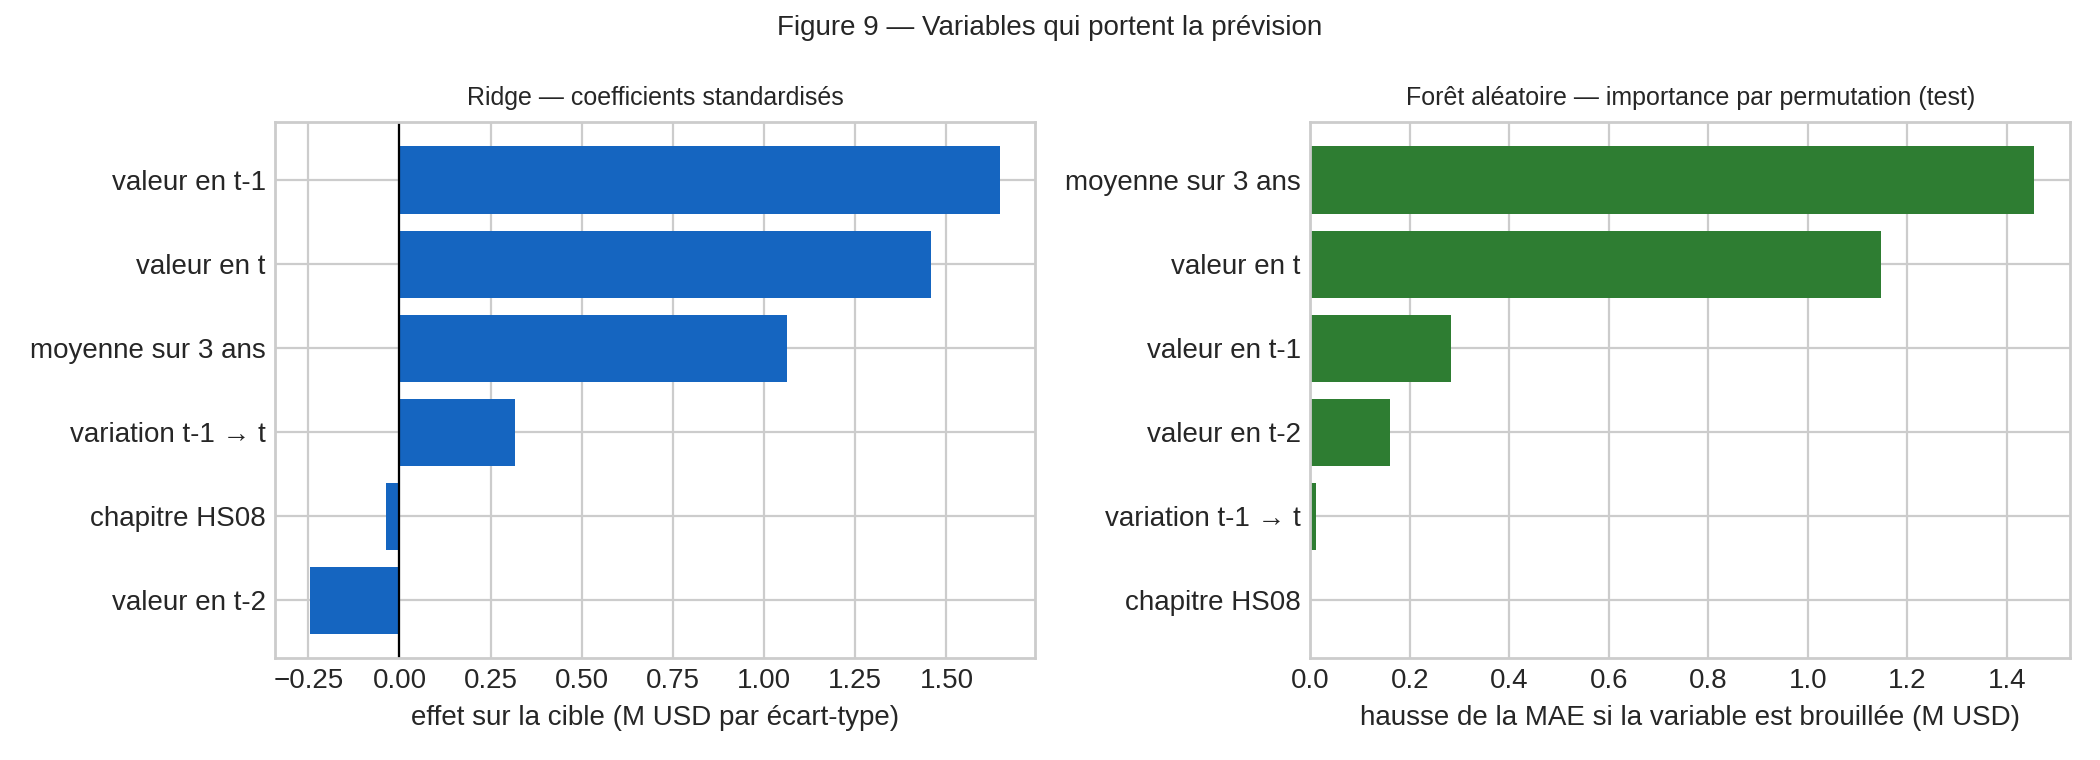 Figure 9 — Variables qui portent la prévision
Ridge — coefficients standardisés
valeur en t-1
valeur en t
moyenne sur 3 ans
variation t-1 → t
chapitre HS08
valeur en t-2
−0.25 0.00 0.25 0.50 0.75 1.00 1.25 1.50
effet sur la cible (M USD par écart-type)
Forêt aléatoire — importance par permutation (test)
moyenne sur 3 ans
valeur en t
valeur en t-1
valeur en t-2
variation t-1 → t
chapitre HS08
0.0 0.2 0.4 0.6 0.8 1.0 1.2 1.4
hausse de la MAE si la variable est brouillée (M USD)